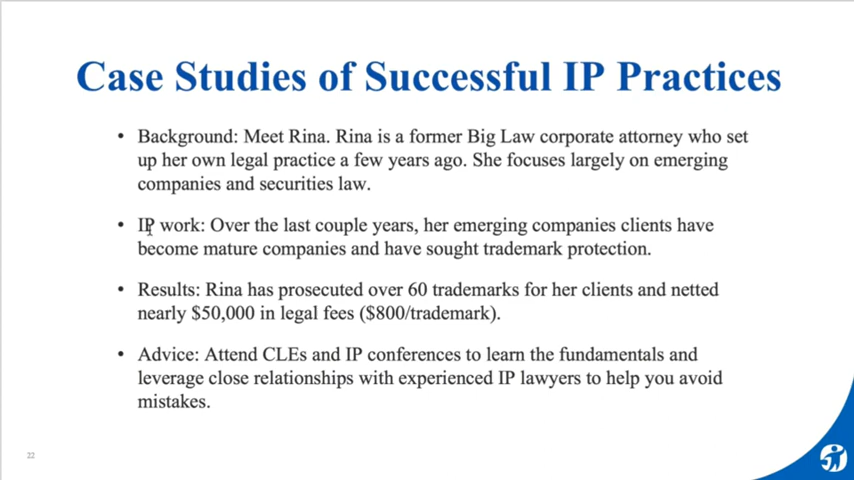 Case Studies of Successful IP Practices
• Background: Meet Rina. Rina is a former Big Law corporate attorney who set
up her own legal practice a few years ago. She focuses largely on emerging
companies and securities law.
• IP work: Over the last couple years, her emerging companies clients have
become mature companies and have sought trademark protection.
• Results: Rina has prosecuted over 60 trademarks for her clients and netted
nearly $50,000 in legal fees ($800/trademark).
• Advice: Attend CLEs and IP conferences to learn the fundamentals and
leverage close relationships with experienced IP lawyers to help you avoid
mistakes.
22